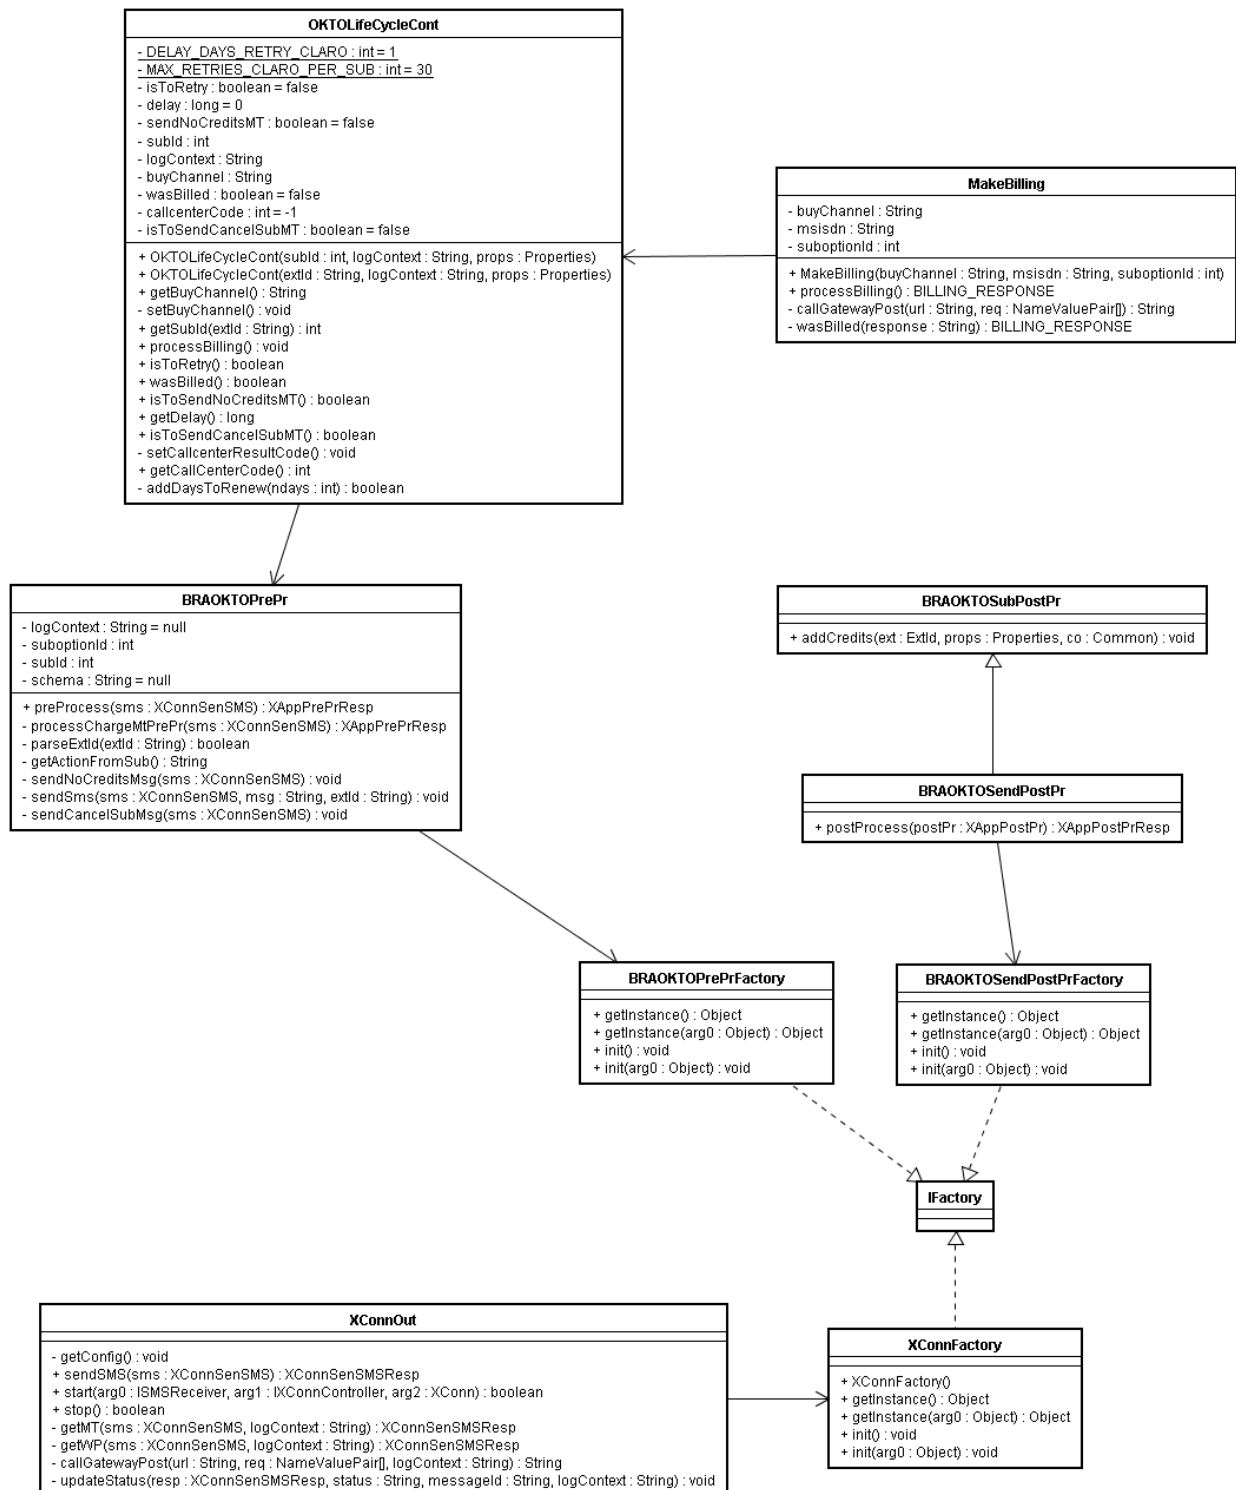 OKTOLifeCycleCont
- DELAY_DAYS_RETRY_CLARO : int = 1
- MAX_RETRIES_CLARO_PER_SUB : int = 30
- isToRetry : boolean = false
- delay : long = 0
- sendNoCreditsMT : boolean = false
- subId : int
- logContext : String
- buyChannel : String
- wasBilled : boolean = false
- callcenterCode : int = -1
- isToSendCancelSubMT : boolean = false
+ OKTOLifeCycleCont(subId : int, logContext : String, props : Properties)
+ OKTOLifeCycleCont(extId : String, logContext : String, props : Properties)
+ getBuyChannel() : String
- setBuyChannel() : void
+ getSubId(extId : String) : int
+ processBilling() : void
+ isToRetry() : boolean
+ wasBilled() : boolean
+ isToSendNoCreditsMT() : boolean
+ getDelay() : long
+ isToSendCancelSubMT() : boolean
- setCallcenterResultCode() : void
+ getCallCenterCode() : int
- addDaysToRenew(ndays : int) : boolean
MakeBilling
- buyChannel : String
- msisdn : String
- suboptionId : int
+ MakeBilling(buyChannel : String, msisdn : String, suboptionId : int)
+ processBilling() : BILLING_RESPONSE
- callGatewayPost(url : String, req : NameValuePair[]) : String
- wasBilled(response : String) : BILLING_RESPONSE
BRAOKTOPrePr
- logContext : String = null
- suboptionId : int
- subId : int
- schema : String = null
+ preProcess(sms : XConnSenSMS) : XAppPrePrResp
- processChargeMtPrePr(sms : XConnSenSMS) : XAppPrePrResp
- parseExtId(extId : String) : boolean
- getActionFromSub() : String
- sendNoCreditsMsg(sms : XConnSenSMS) : void
- sendSms(sms : XConnSenSMS, msg : String, extId : String) : void
- sendCancelSubMsg(sms : XConnSenSMS) : void
BRAOKTOSubPostPr
+ addCredits(ext : ExtId, props : Properties, co : Common) : void
BRAOKTOSendPostPr
+ postProcess(postPr : XAppPostPr) : XAppPostPrResp
BRAOKTOPrePrFactory
+ getInstance() : Object
+ getInstance(arg0 : Object) : Object
+ init() : void
+ init(arg0 : Object) : void
BRAOKTOSendPostPrFactory
+ getInstance() : Object
+ getInstance(arg0 : Object) : Object
+ init() : void
+ init(arg0 : Object) : void
IFactory
XConnOut
- getConfig() : void
+ sendSMS(sms : XConnSenSMS) : XConnSenSMSResp
+ start(arg0 : ISMSReceiver, arg1 : IXConnController, arg2 : XConn) : boolean
+ stop() : boolean
- getMT(sms : XConnSenSMS, logContext : String) : XConnSenSMSResp
- getWP(sms : XConnSenSMS, logContext : String) : XConnSenSMSResp
- callGatewayPost(url : String, req : NameValuePair[], logContext : String) : String
- updateStatus(resp : XConnSenSMSResp, status : String, messageId : String, logContext : String) : void
XConnFactory
+ XConnFactory()
+ getInstance() : Object
+ getInstance(arg0 : Object) : Object
+ init() : void
+ init(arg0 : Object) : void